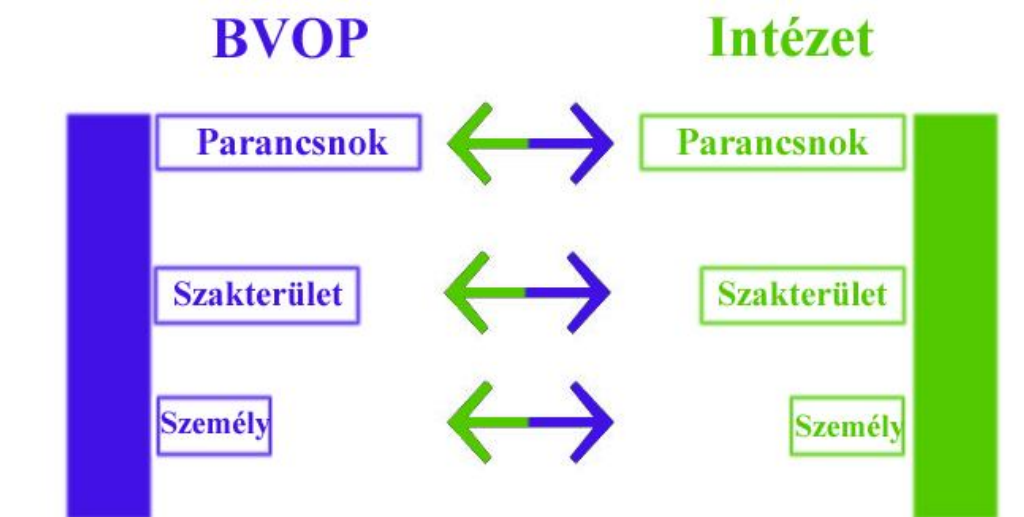 BVOP
Intézet
Parancsnok
Parancsnok
Szakterület
Szakterület
Személy
Személy